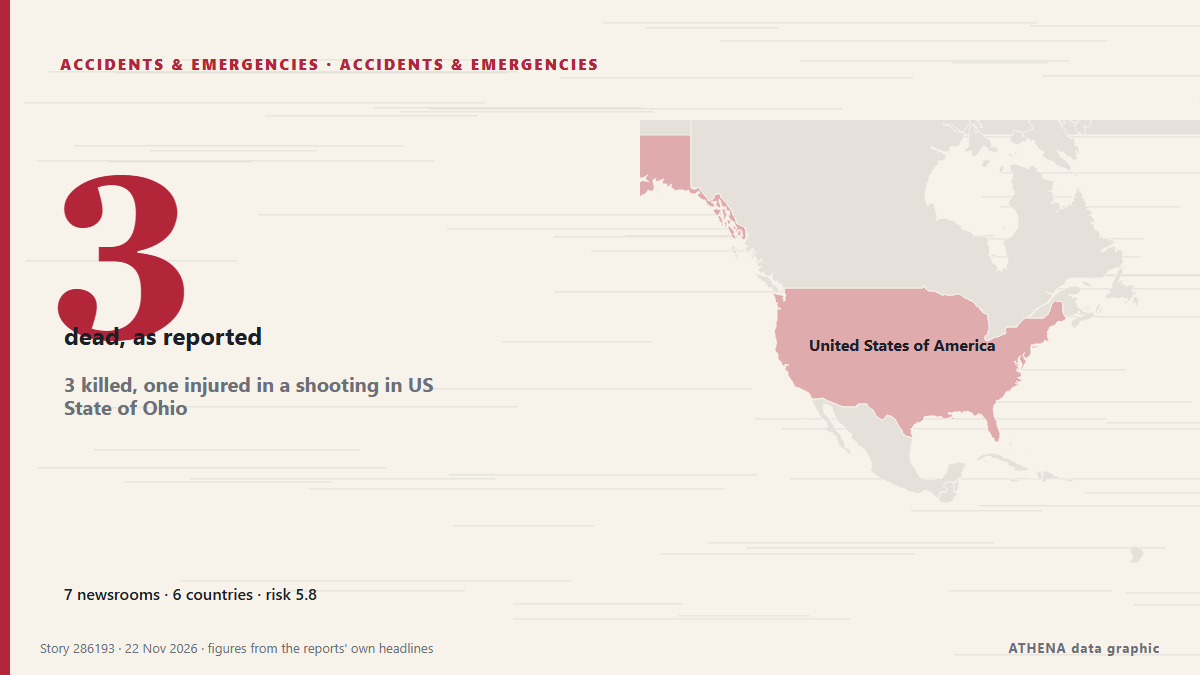 ACCIDENTS & EMERGENCIES · ACCIDENTS & EMERGENCIES
3
dead, as reported
3 killed, one injured in a shooting in US
State of Ohio
United States of America
7 newsrooms · 6 countries · risk 5.8
Story 286193 · 22 Nov 2026 · figures from the reports' own headlines
ATHENA data graphic